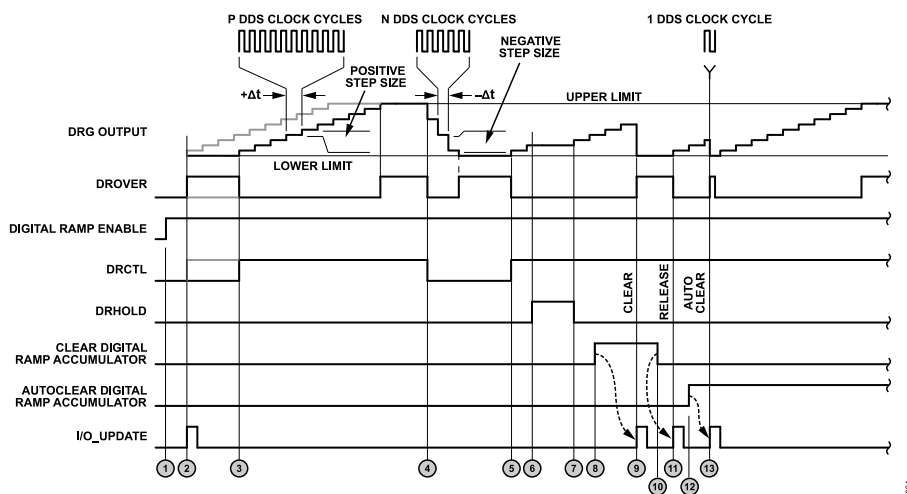 P DDS CLOCK CYCLES
N DDS CLOCK CYCLES
1 DDS CLOCK CYCLE
NEGATIVE
STEP SIZE
POSITIVE
STEP SIZE
+Δt
–Δt
UPPER LIMIT
DRG OUTPUT
LOWER LIMIT
DROVER
DIGITAL RAMP ENABLE
DRCTL
CLEAR
RELEASE
AUTO
CLEAR
DRHOLD
CLEAR DIGITAL
RAMP ACCUMULATOR
AUTOCLEAR DIGITAL
RAMP ACCUMULATOR
I/O_UPDATE
1 2 3 4 5 6 7 8 9 10 11 12 13